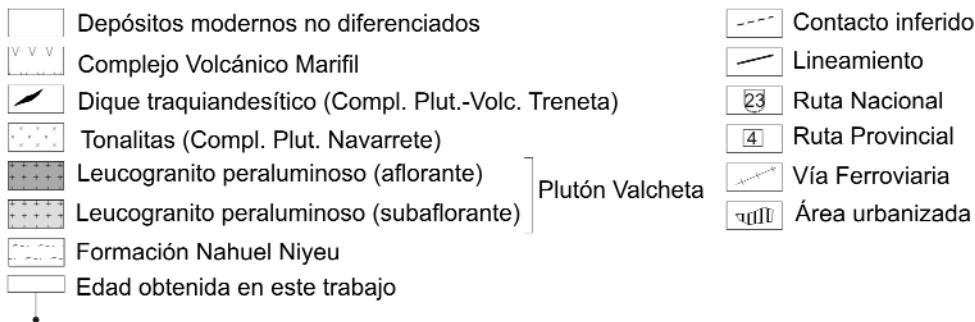 Depósitos modernos no diferenciados
Complejo Volcánico Marifil
Dique traquiandesítico (Compl. Plut.-Volc. Treneta)
Tonalitas (Compl. Plut. Navarrete)
Leucogranito peraluminoso (aflorante)
Leucogranito peraluminoso (subaflorante)
Plutón Valcheta
Formación Nahuel Niyeu
Edad obtenida en este trabajo
Contacto inferido
Lineamiento
23 Ruta Nacional
4 Ruta Provincial
Vía Ferroviaria
Área urbanizada